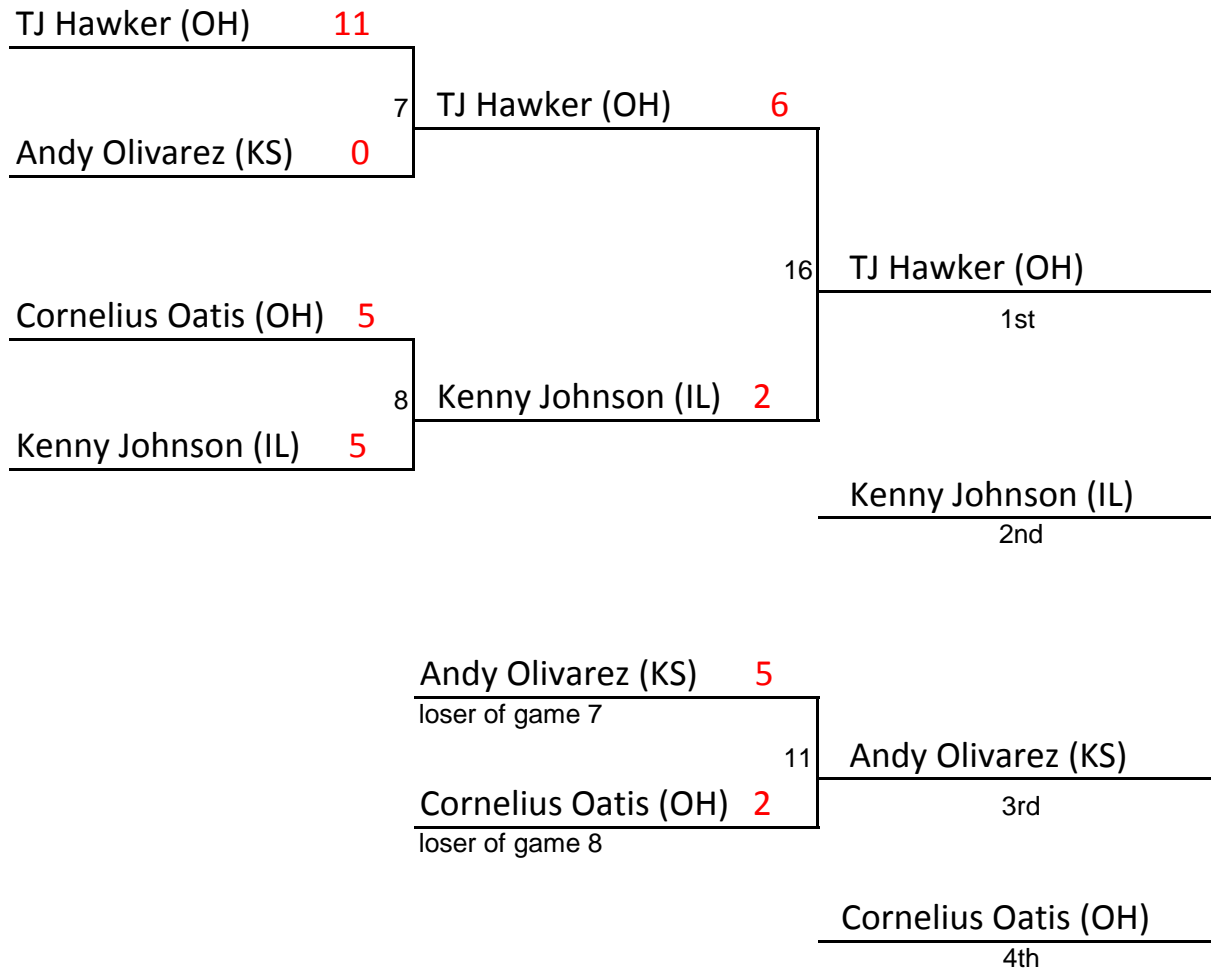 TJ Hawker (OH) 11
7 TJ Hawker (OH) 6
Andy Olivarez (KS) 0
16 TJ Hawker (OH)
1st
Cornelius Oatis (OH) 5
8 Kenny Johnson (IL) 2
Kenny Johnson (IL) 5
Kenny Johnson (IL)
2nd
Andy Olivarez (KS) 5
loser of game 7
11 Andy Olivarez (KS)
3rd
Cornelius Oatis (OH) 2
loser of game 8
Cornelius Oatis (OH)
4th